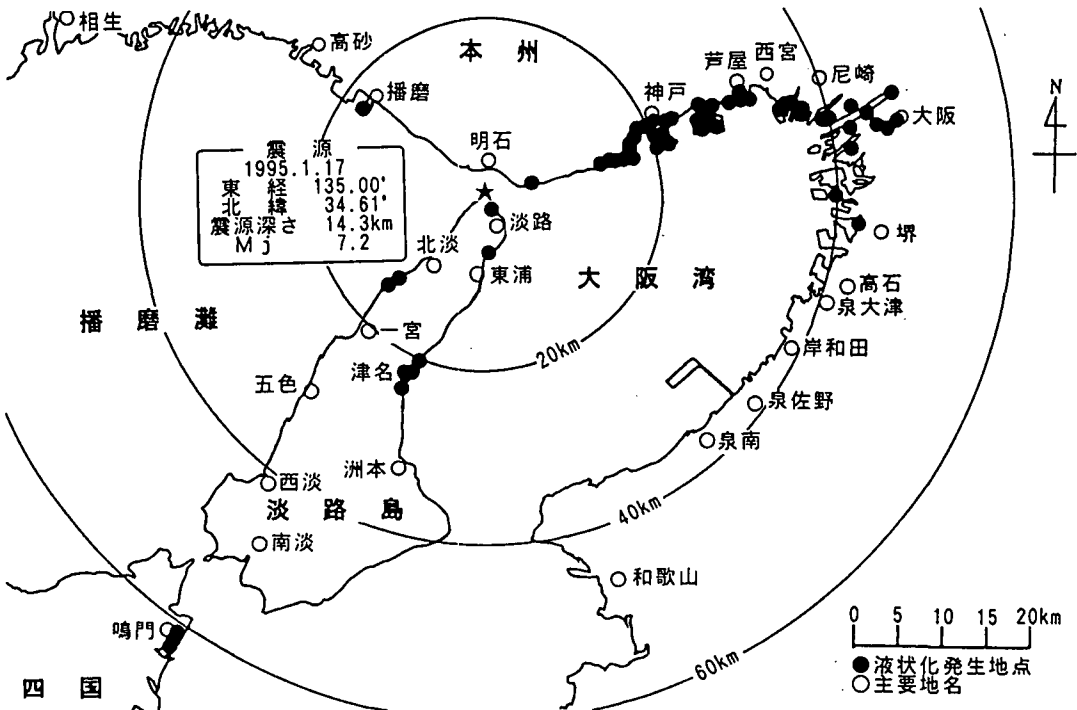 相生
高砂
本 州
播磨
明石
神戸
芦屋
西宮
尼崎
大阪
N
震 源
1995.1.17
東 経 135.00'
北 緯 34.61'
震源深さ 14.3km
Mj 7.2
淡路
北淡
東浦
堺
大 阪 湾
高石
泉大津
播 磨 灘
一宮
20km
岸和田
津名
五色
泉佐野
泉南
洲本
西淡
淡 路 島
40km
南淡
和歌山
鳴門
60km
四 国
0 5 10 15 20km
●液状化発生地点
○主要地名